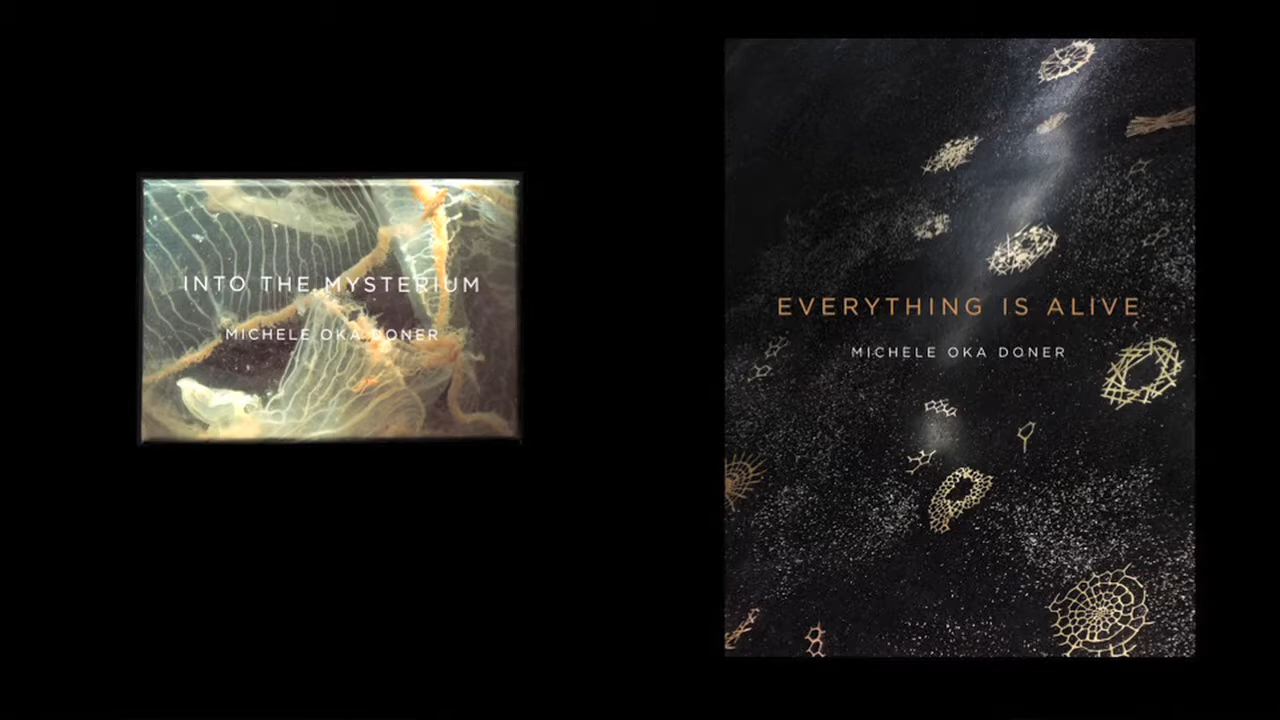 INTO THE MYSTERIUM
MICHELE OKA DONER
EVERYTHING IS ALIVE
MICHELE OKA DONER